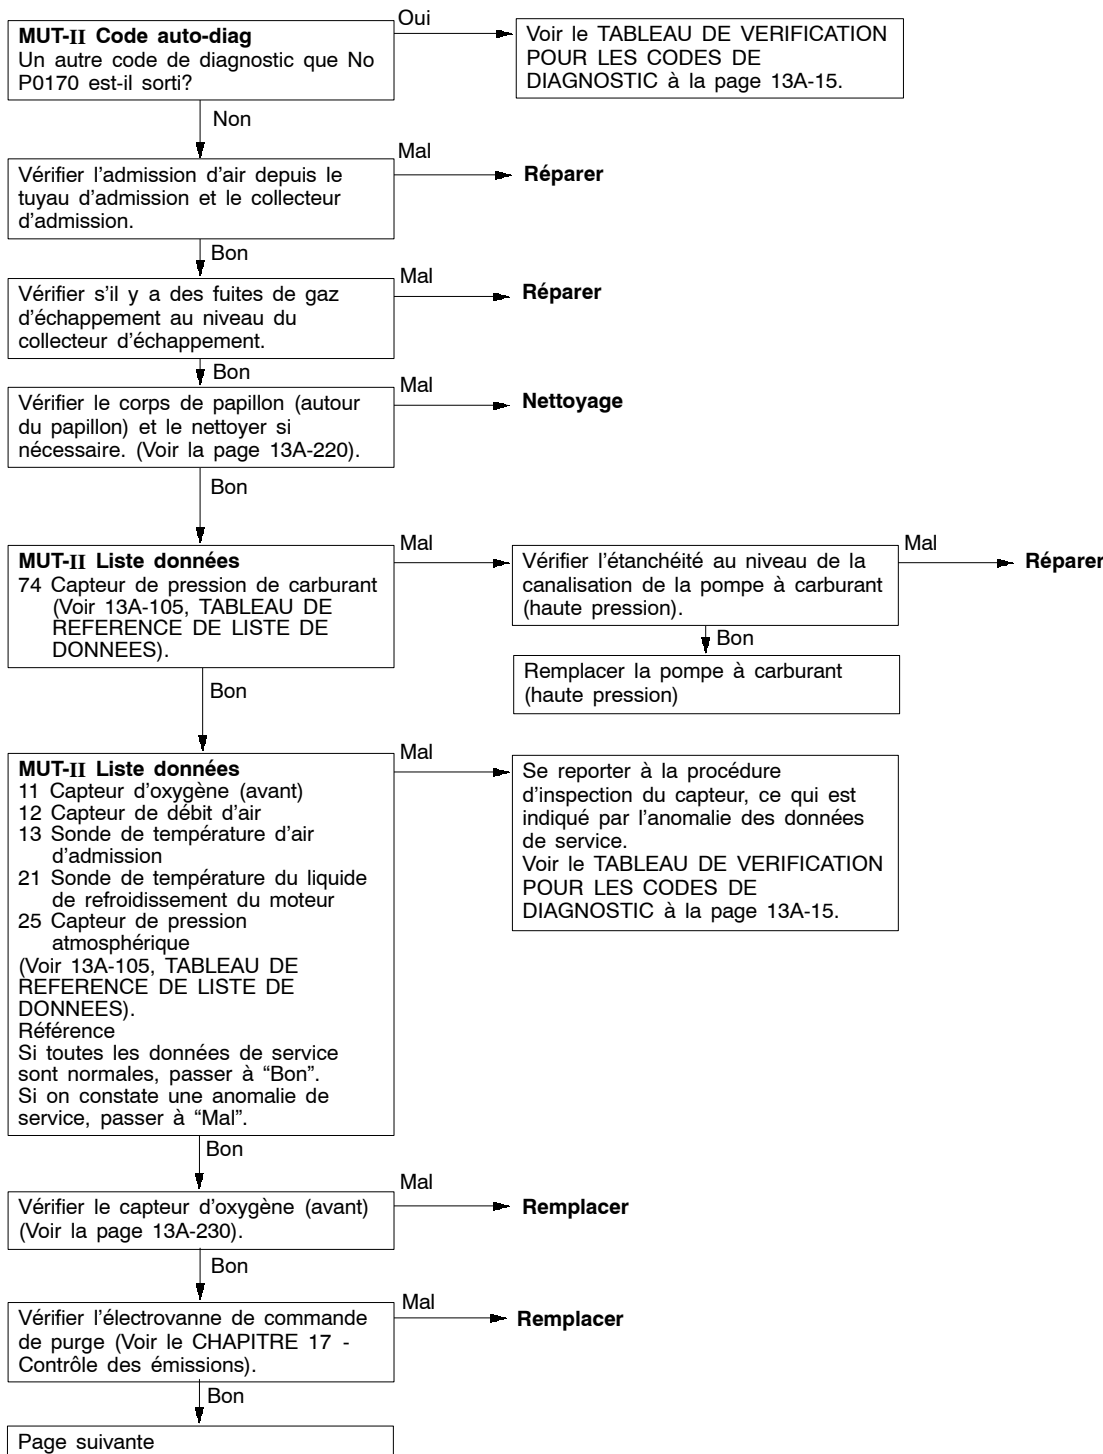 MUT-II Code auto-diag
Un autre code de diagnostic que No
P0170 est-il sorti?
Oui
Voir le TABLEAU DE VERIFICATION
POUR LES CODES DE
DIAGNOSTIC à la page 13A-15.
Non
Vérifier l'admission d'air depuis le
tuyau d'admission et le collecteur
d'admission.
Mal
Réparer
Bon
Vérifier s'il y a des fuites de gaz
d'échappement au niveau du
collecteur d'échappement.
Mal
Réparer
Bon
Vérifier le corps de papillon (autour
du papillon) et le nettoyer si
nécessaire. (Voir la page 13A-220).
Mal
Nettoyage
Bon
MUT-II Liste données
74 Capteur de pression de carburant
(Voir 13A-105, TABLEAU DE
REFERENCE DE LISTE DE
DONNEES).
Mal
Vérifier l'étanchéité au niveau de la
canalisation de la pompe à carburant
(haute pression).
Mal
Réparer
Bon
Remplacer la pompe à carburant
(haute pression)
Bon
MUT-II Liste données
11 Capteur d'oxygène (avant)
12 Capteur de débit d'air
13 Sonde de température d'air
d'admission
21 Sonde de température du liquide
de refroidissement du moteur
25 Capteur de pression
atmosphérique
(Voir 13A-105, TABLEAU DE
REFERENCE DE LISTE DE
DONNEES).
Référence
Si toutes les données de service
sont normales, passer à “Bon”.
Si on constate une anomalie de
service, passer à “Mal”.
Mal
Se reporter à la procédure
d'inspection du capteur, ce qui est
indiqué par l'anomalie des données
de service.
Voir le TABLEAU DE VERIFICATION
POUR LES CODES DE
DIAGNOSTIC à la page 13A-15.
Bon
Vérifier le capteur d'oxygène (avant)
(Voir la page 13A-230).
Mal
Remplacer
Bon
Vérifier l'électrovanne de commande
de purge (Voir le CHAPITRE 17 -
Contrôle des émissions).
Mal
Remplacer
Bon
Page suivante